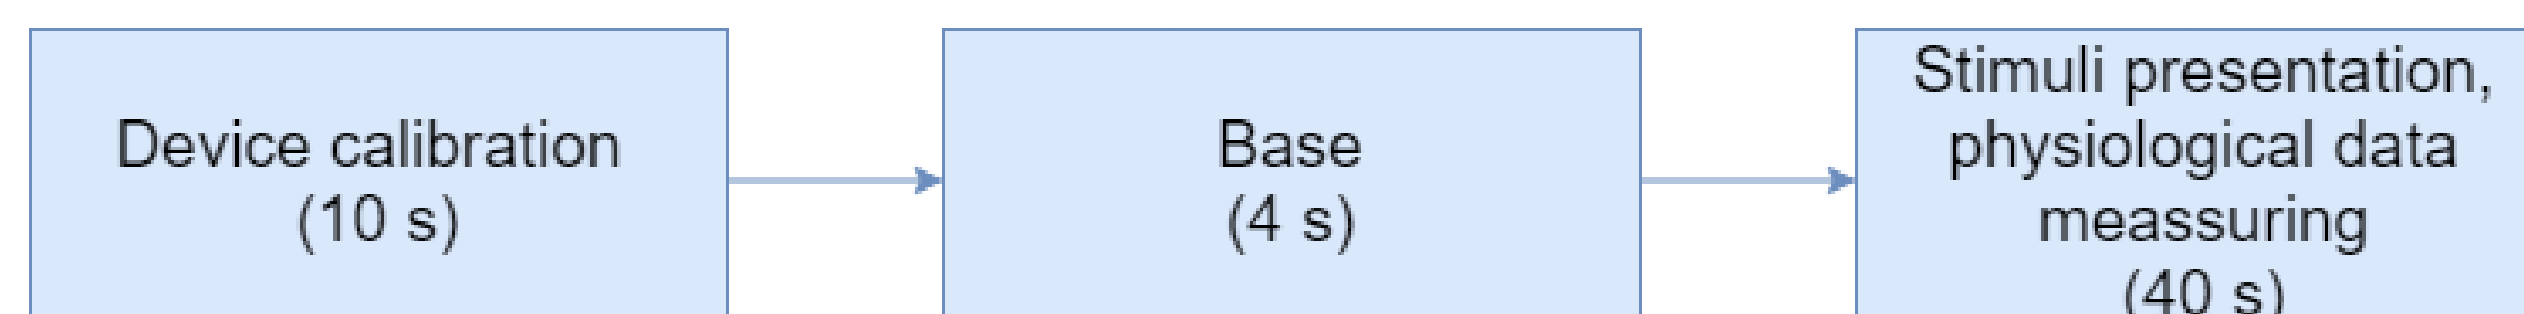 Device calibration
(10 s)
Base
(4 s)
Stimuli presentation,
physiological data
meassuring
(40 s)